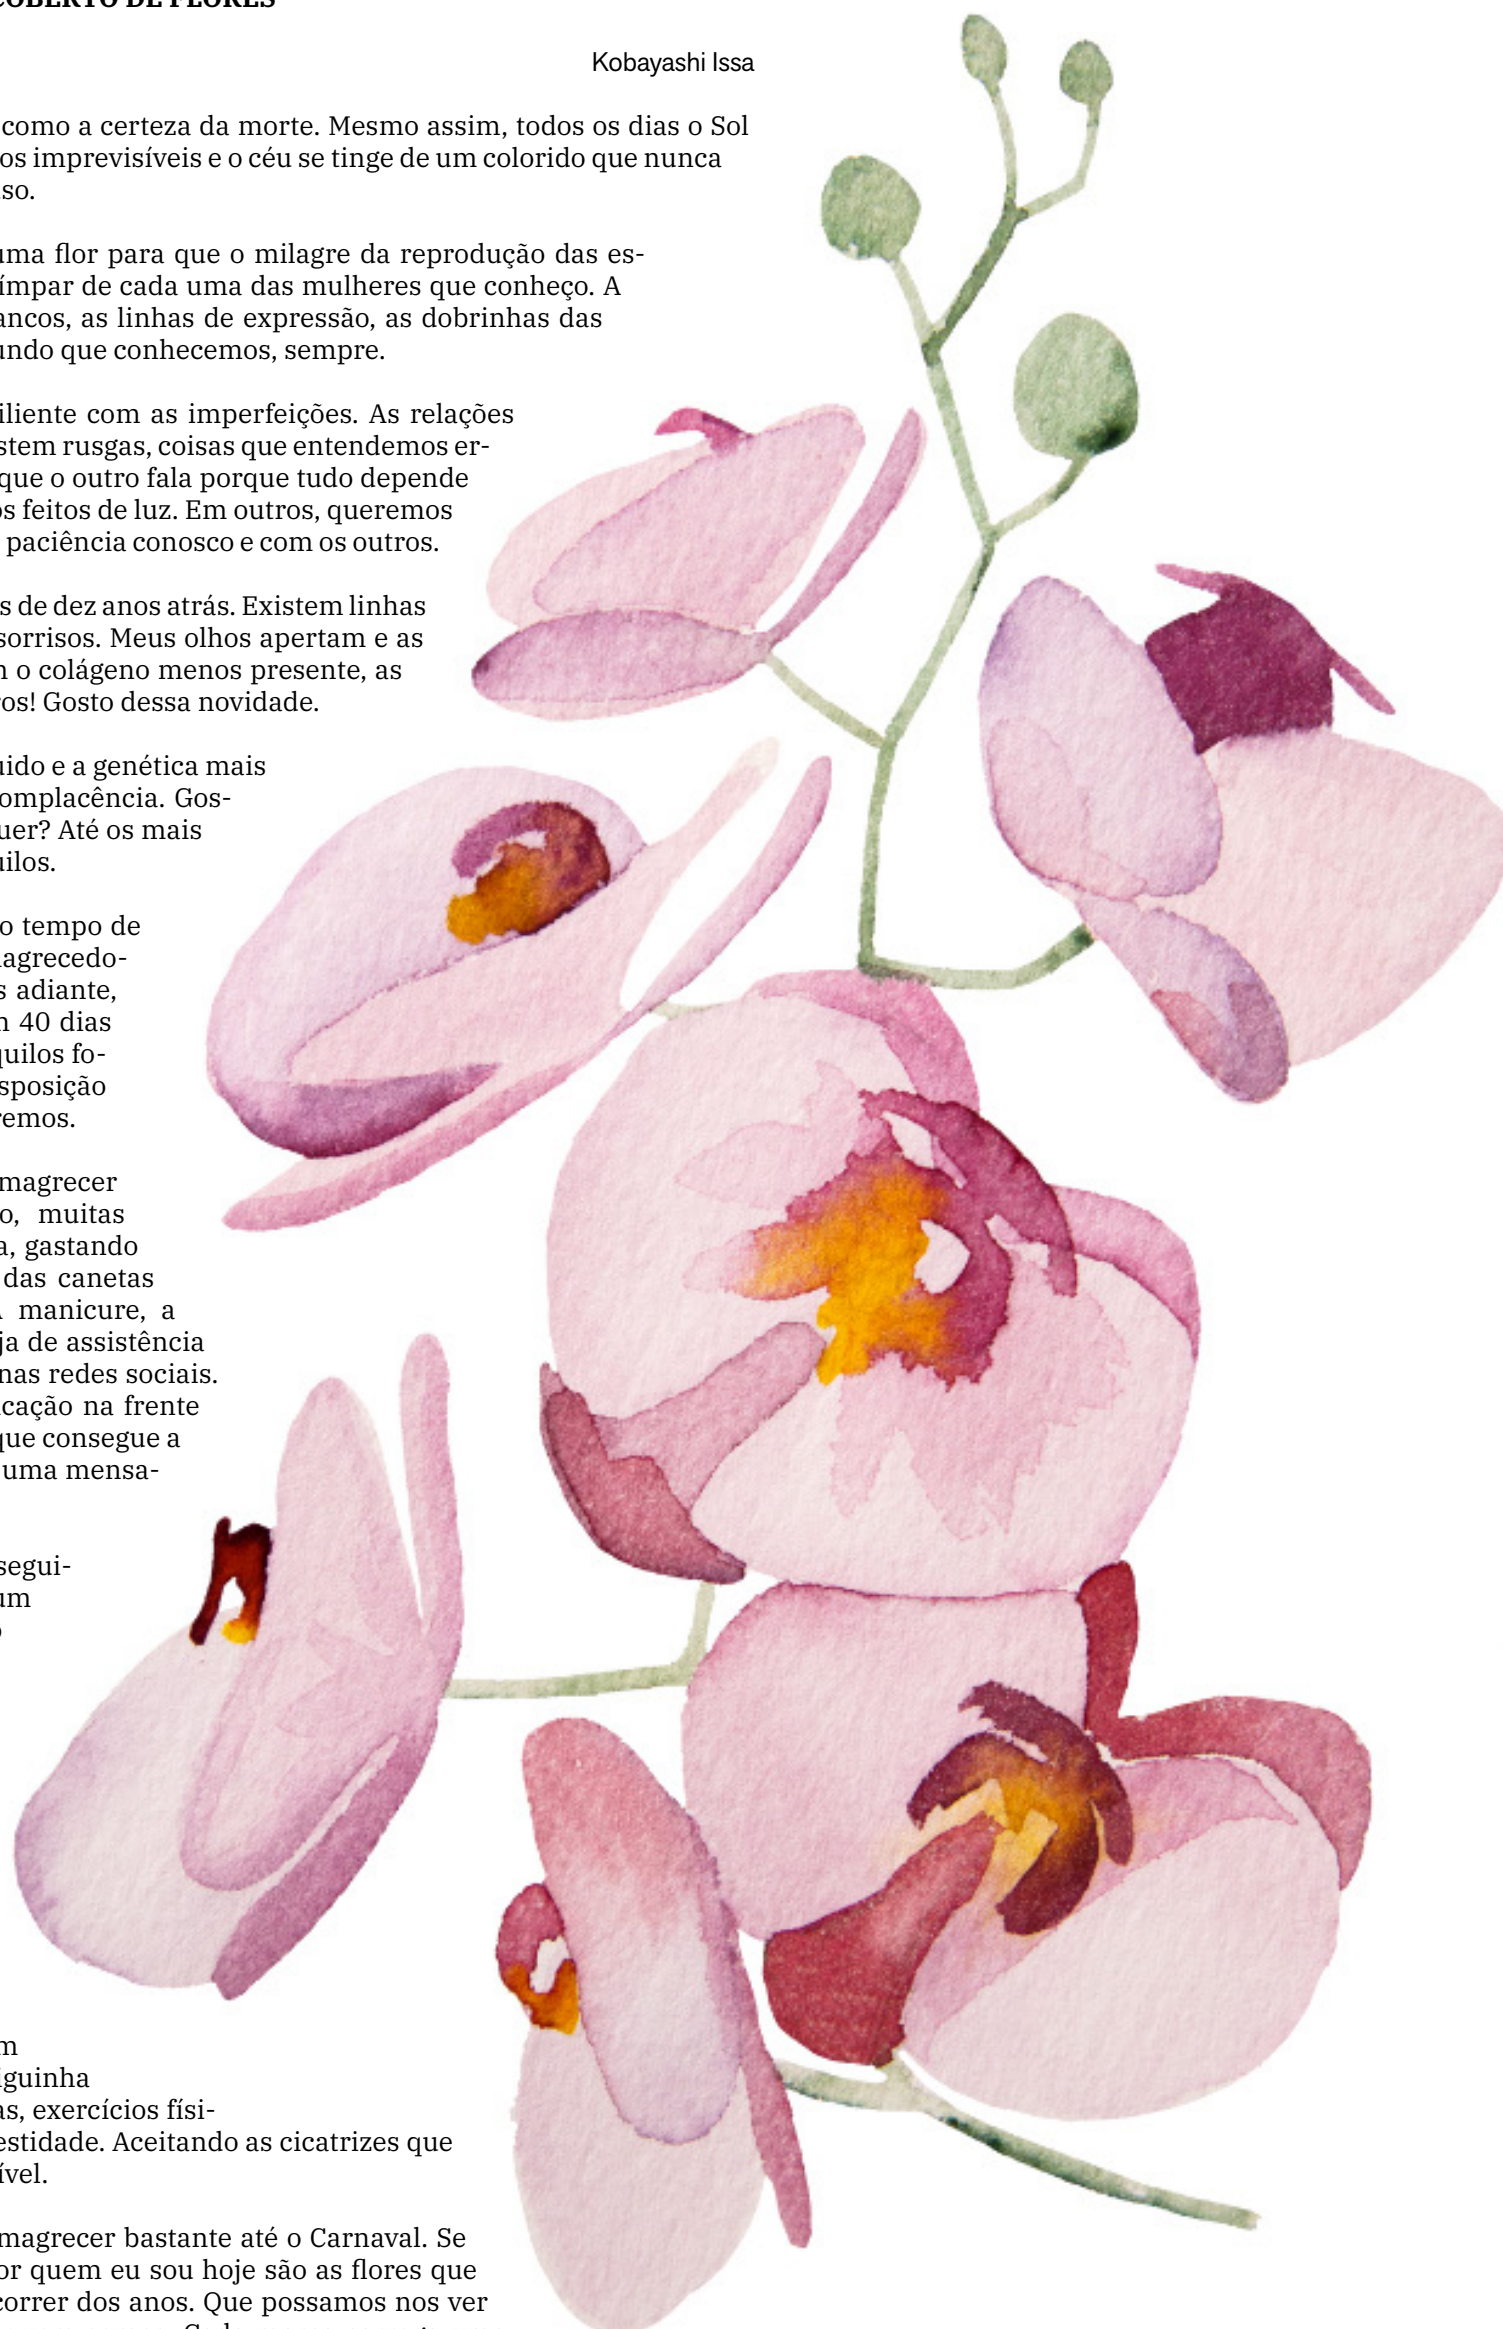 COBERTO DE FLORES
Kobayashi Issa
como a certeza da morte. Mesmo assim, todos os dias o Sol
os imprevisíveis e o céu se tinge de um colorido que nunca
so.
uma flor para que o milagre da reprodução das es-
ímpar de cada uma das mulheres que conheço. A
ancos, as linhas de expressão, as dobrinhas das
undo que conhecemos, sempre.
iliente com as imperfeições. As relações
stem rusgas, coisas que entendemos er-
que o outro fala porque tudo depende
os feitos de luz. Em outros, queremos
paciência conosco e com os outros.
s de dez anos atrás. Existem linhas
sorrisos. Meus olhos apertam e as
o colágeno menos presente, as
ros! Gosto dessa novidade.
uido e a genética mais
omplacência. Gos-
uer? Até os mais
uilos.
o tempo de
agrecedo-
s adiante,
40 dias
quilos fo-
sposição
remos.
magrecer
o, muitas
a, gastando
das canetas
A manicure, a
ja de assistência
nas redes sociais.
cação na frente
que consegue a
uma mensa-
segui-
um
o
m
iguinha
as, exercícios físi-
estidade. Aceitando as cicatrizes que
ível.
magrecer bastante até o Carnaval. Se
or quem eu sou hoje são as flores que
correr dos anos. Que possamos nos ver